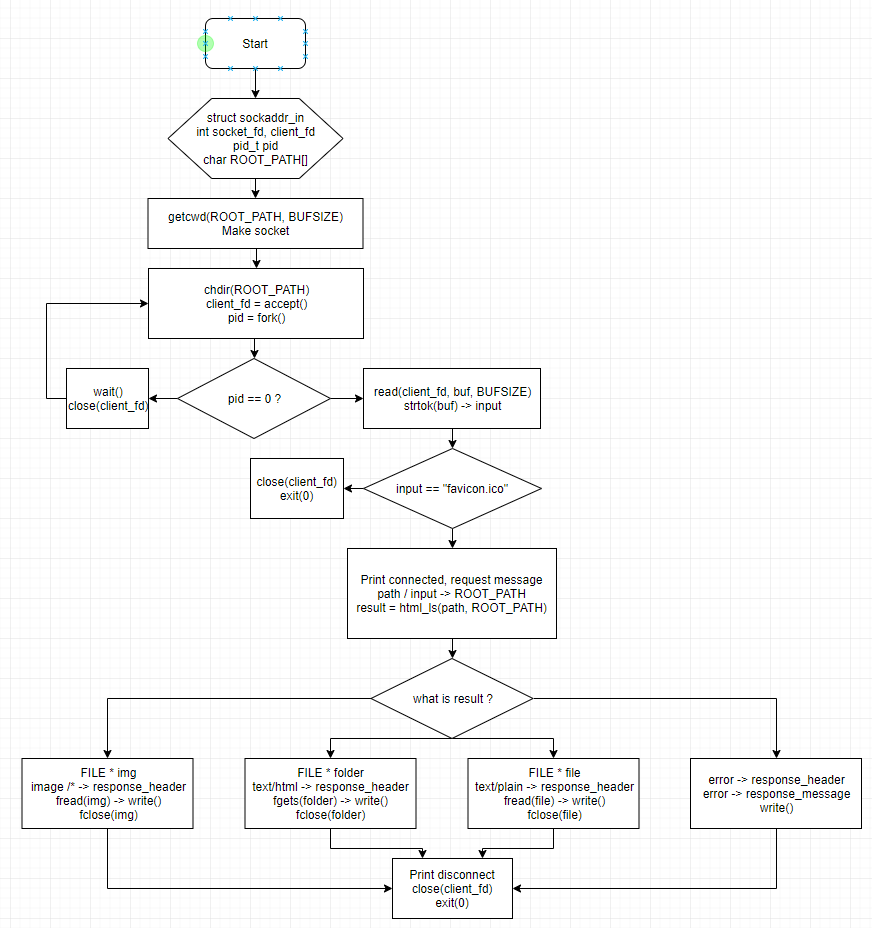 Start
struct sockaddr_in
int socket_fd, client_fd
pid_t pid
char ROOT_PATH[]
getcwd(ROOT_PATH, BUFSIZE)
Make socket
chdir(ROOT_PATH)
client_fd = accept()
pid = fork()
wait()
close(client_fd)
pid == 0 ?
read(client_fd, buf, BUFSIZE)
strtok(buf) -> input
close(client_fd)
exit(0)
input == "favicon.ico"
Print connected, request message
path / input -> ROOT_PATH
result = html_ls(path, ROOT_PATH)
what is result ?
FILE * img
image /* -> response_header
fread(img) -> write()
fclose(img)
FILE * folder
text/html -> response_header
fgets(folder) -> write()
fclose(folder)
FILE * file
text/plain -> response_header
fread(file) -> write()
fclose(file)
error -> response_header
error -> response_message
write()
Print disconnect
close(client_fd)
exit(0)